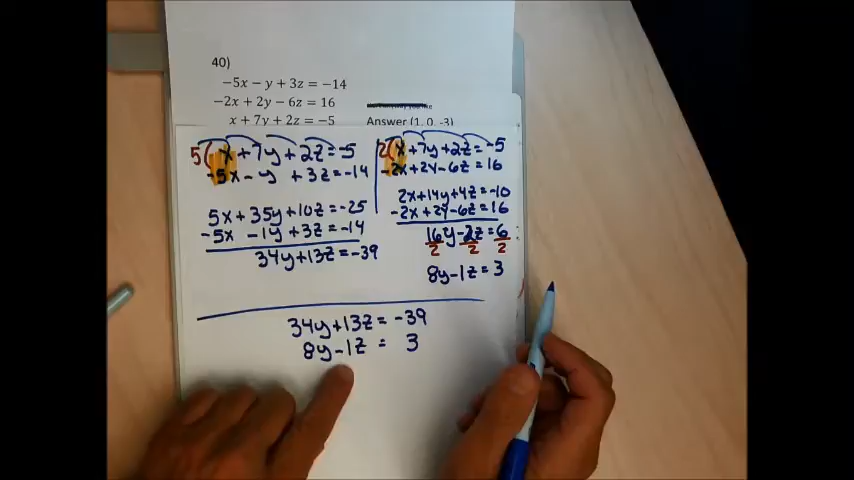 40)
−5x − y + 3z = −14
−2x + 2y − 6z = 16
x + 7y + 2z = −5
Answer (1, 0, -3)
5( x + 7y + 2z = -5
-5x - y + 3z = -14
5x + 35y + 10z = -25
-5x - 1y + 3z = -14
34y + 13z = -39
2( x + 7y + 2z = -5
-2x + 2y - 6z = 16
2x + 14y + 4z = -10
-2x + 2y - 6z = 16
16y - 2z = 6
2 2 2
8y - 1z = 3
34y + 13z = -39
8y - 1z = 3